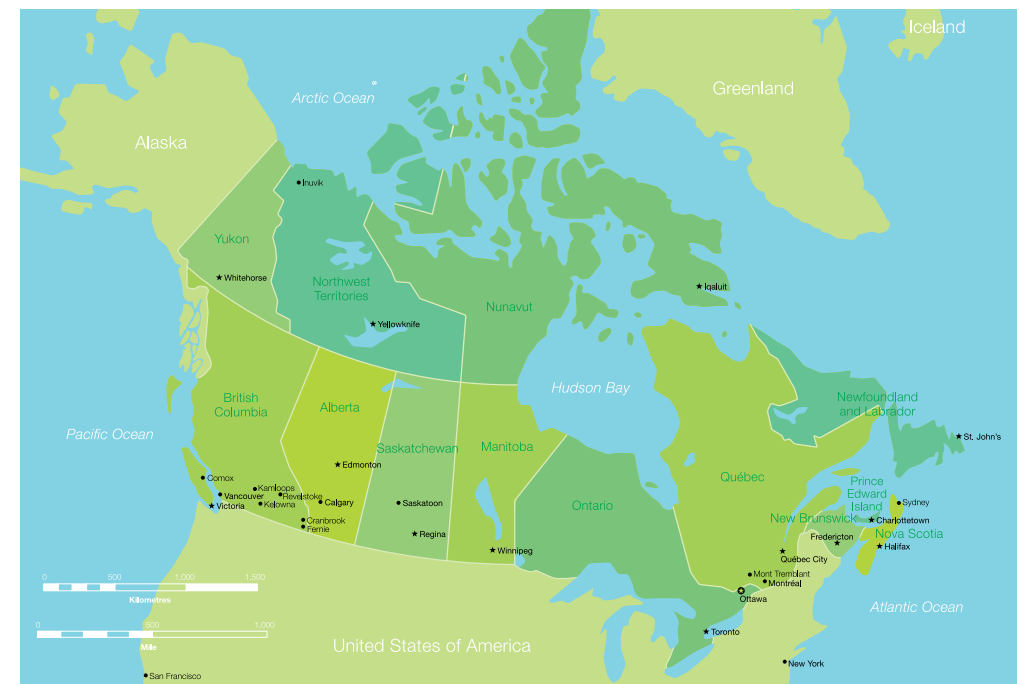 Iceland
Greenland
Arctic Ocean
Alaska
Inuvik
Yukon
Whitehorse
Northwest
Territories
Iqaluit
Nunavut
Yellowknife
Hudson Bay
British
Columbia
Alberta
Newfoundland
and Labrador
Pacific Ocean
St. John's
Saskatchewan
Manitoba
Edmonton
Québec
Comox
Kamloops
Prince
Edward
Island
Vancouver
Revelstoke
Victoria
Kelowna
Calgary
Saskatoon
Ontario
Sydney
Cranbrook
Fernie
New Brunswick
Charlottetown
Regina
Nova Scotia
Fredericton
Halifax
Winnipeg
Québec City
0 500 1,000 1,500
Kilometres
Mont Tremblant
Montréal
Ottawa
Atlantic Ocean
0 500 1,000
Mile
Toronto
United States of America
New York
San Francisco